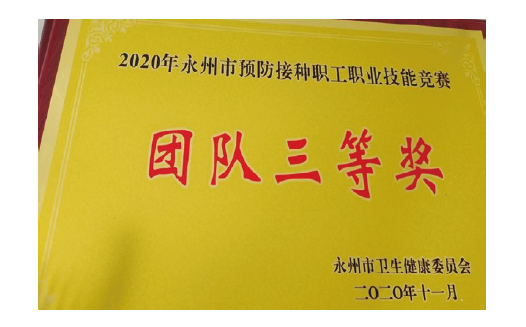 2020年永州市预防接种职工职业技能竞赛
团队三等奖
永州市卫生健康委员会
二〇二〇年十一月